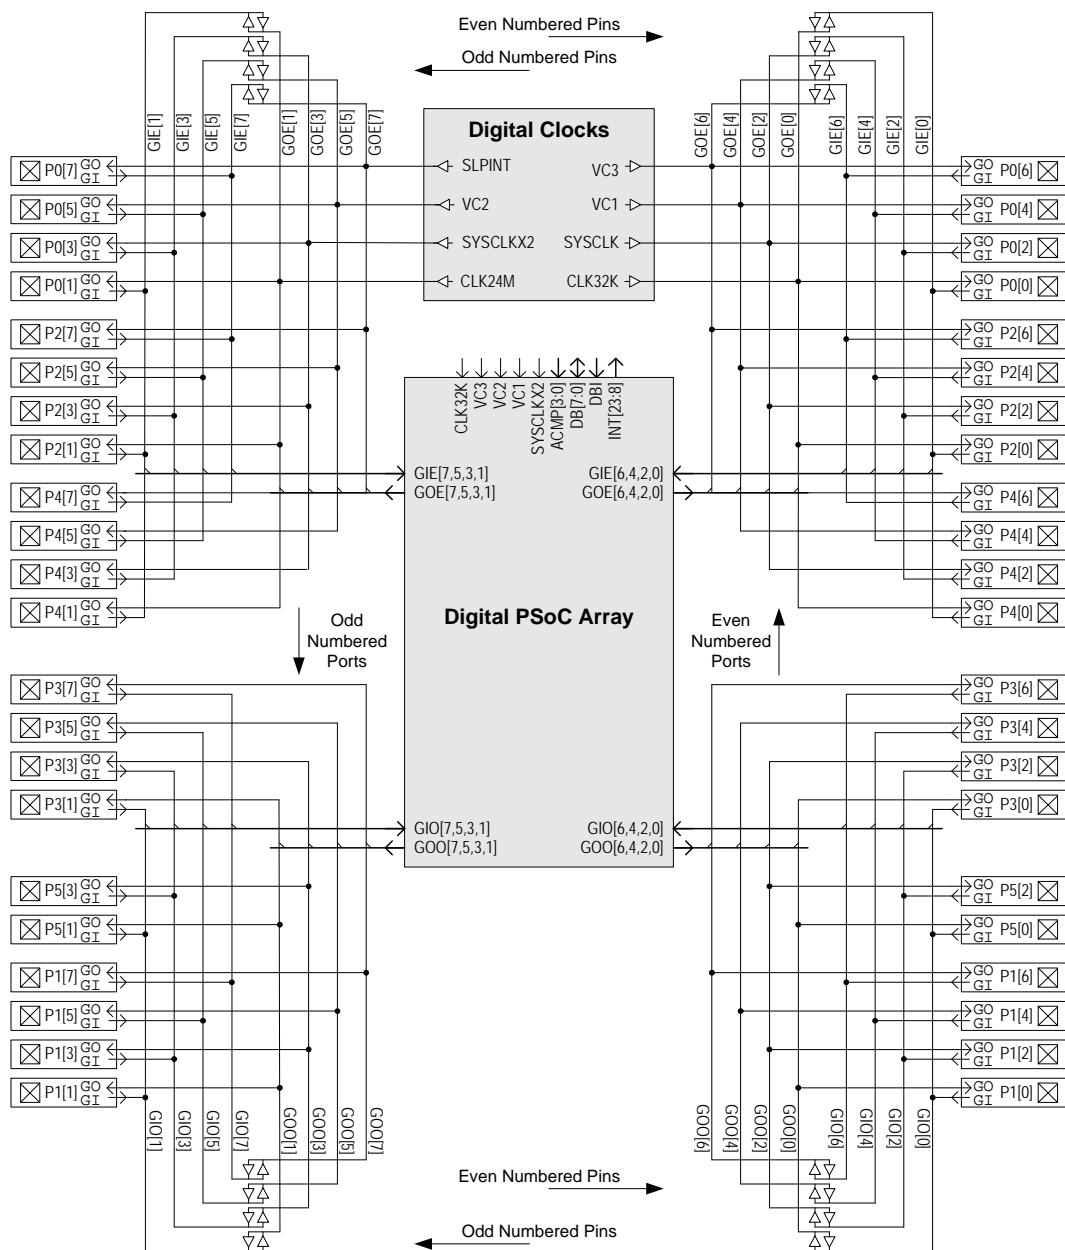 Even Numbered Pins
Odd Numbered Pins
GIE[1]
GIE[3]
GIE[5]
GIE[7]
GOE[1]
GOE[3]
GOE[5]
GOE[7]
GOE[6]
GOE[4]
GOE[2]
GOE[0]
GIE[6]
GIE[4]
GIE[2]
GIE[0]
Digital Clocks
SLPINT
VC3
VC2
VC1
SYSCLKX2
SYSCLK
CLK24M
CLK32K
P0[7] GO GI
P0[5] GO GI
P0[3] GO GI
P0[1] GO GI
P2[7] GO GI
P2[5] GO GI
P2[3] GO GI
P2[1] GO GI
P4[7] GO GI
P4[5] GO GI
P4[3] GO GI
P4[1] GO GI
GO GI P0[6]
GO GI P0[4]
GO GI P0[2]
GO GI P0[0]
GO GI P2[6]
GO GI P2[4]
GO GI P2[2]
GO GI P2[0]
GO GI P4[6]
GO GI P4[4]
GO GI P4[2]
GO GI P4[0]
CLK32K
VC3
VC2
VC1
SYSCLKX2
ACMP[3:0]
DB[7:0]
DBI
INT[23:8]
GIE[7,5,3,1]
GOE[7,5,3,1]
GIE[6,4,2,0]
GOE[6,4,2,0]
Digital PSoC Array
Odd
Numbered
Ports
Even
Numbered
Ports
P3[7] GO GI
P3[5] GO GI
P3[3] GO GI
P3[1] GO GI
P5[3] GO GI
P5[1] GO GI
P1[7] GO GI
P1[5] GO GI
P1[3] GO GI
P1[1] GO GI
GO GI P3[6]
GO GI P3[4]
GO GI P3[2]
GO GI P3[0]
GO GI P5[2]
GO GI P5[0]
GO GI P1[6]
GO GI P1[4]
GO GI P1[2]
GO GI P1[0]
GIO[7,5,3,1]
GOO[7,5,3,1]
GIO[6,4,2,0]
GOO[6,4,2,0]
GIO[1]
GIO[3]
GIO[5]
GIO[7]
GOO[1]
GOO[3]
GOO[5]
GOO[7]
GOO[6]
GOO[4]
GOO[2]
GOO[0]
GIO[6]
GIO[4]
GIO[2]
GIO[0]
Even Numbered Pins
Odd Numbered Pins